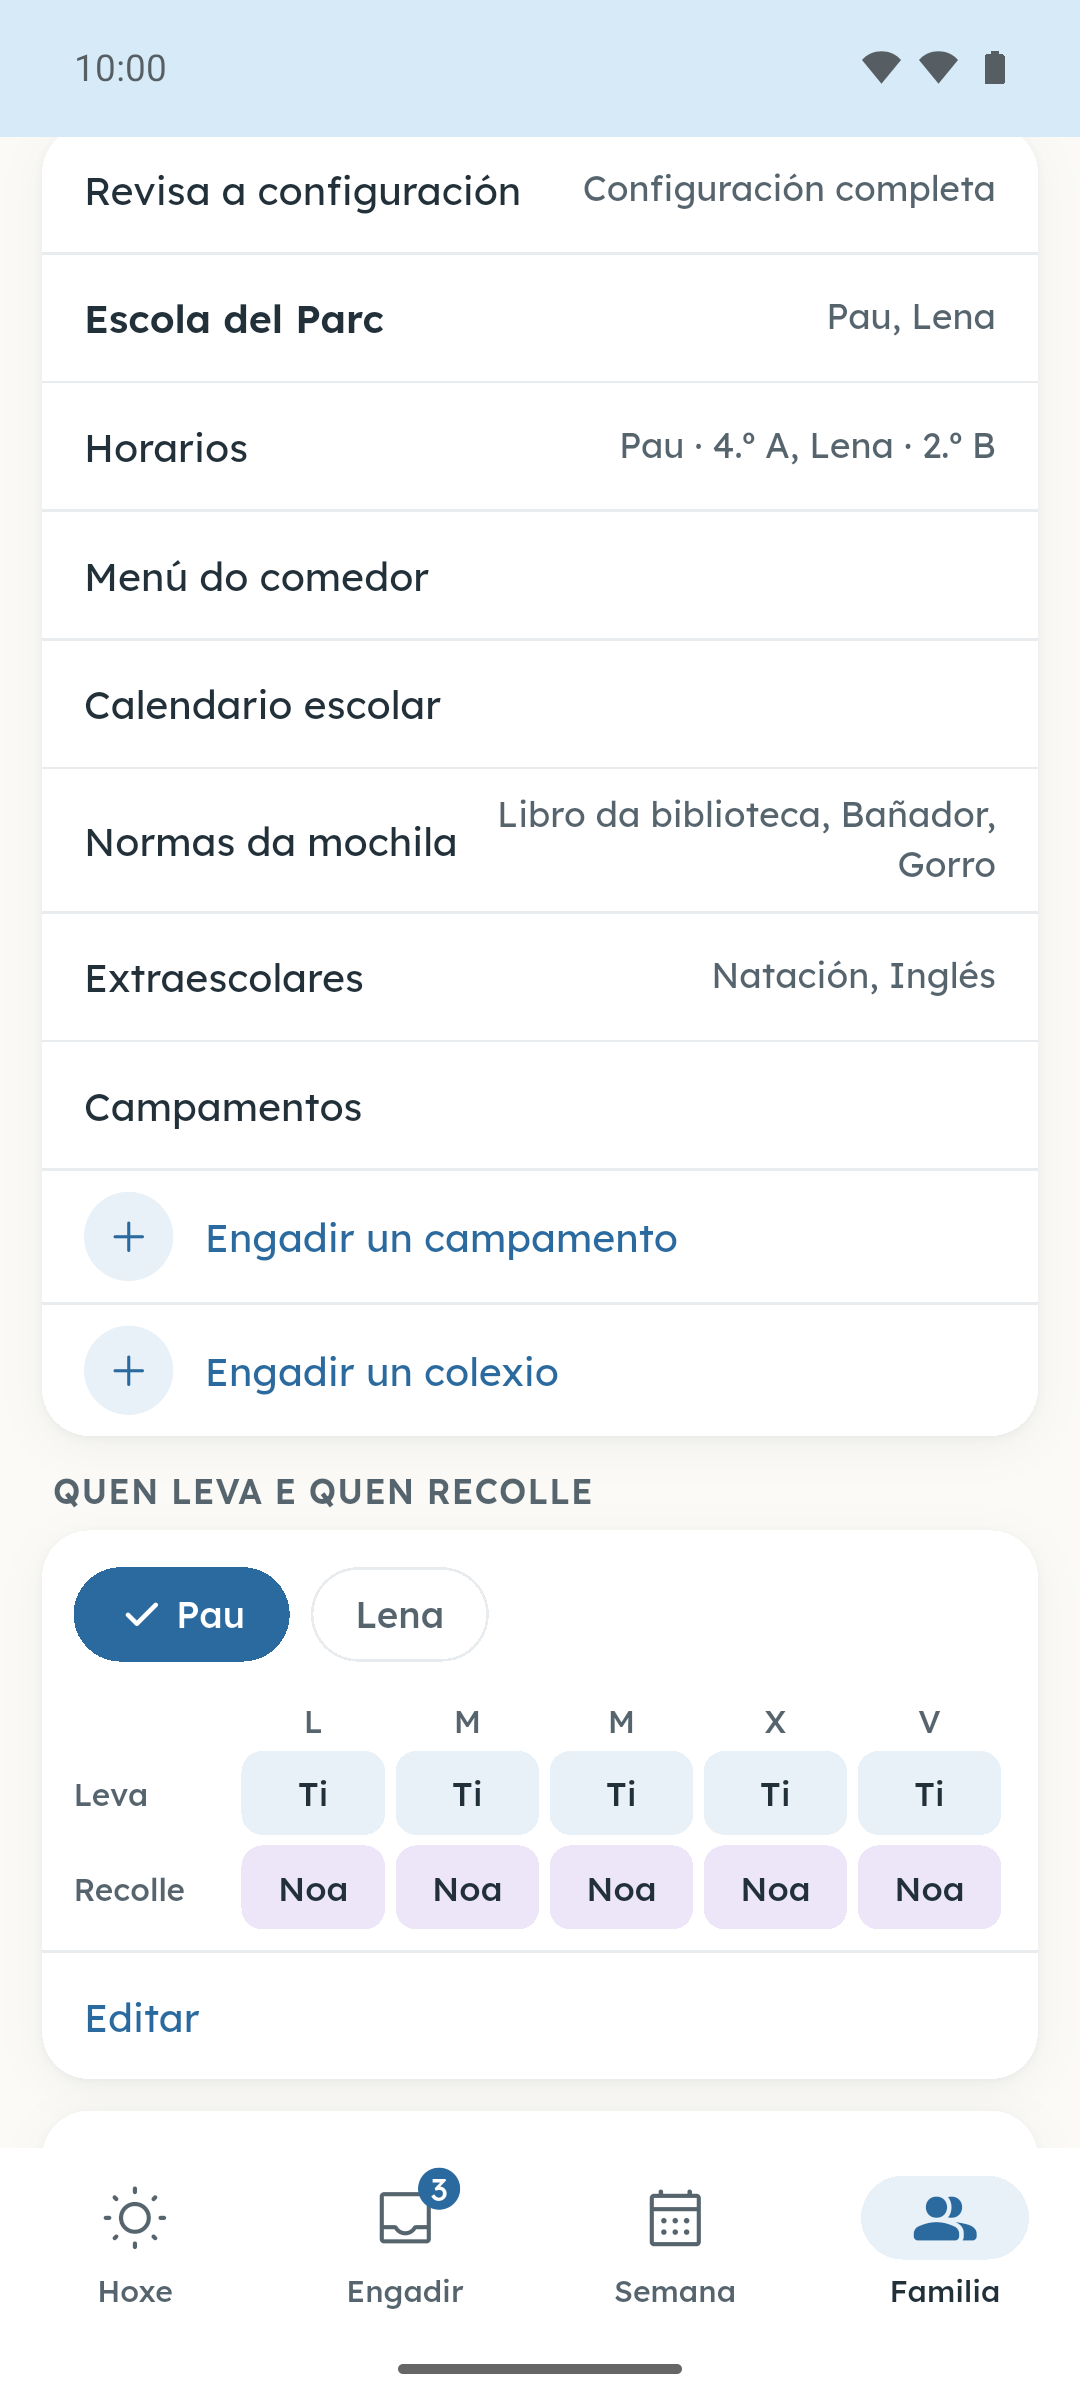 10:00
Revisa a configuración
Configuración completa
Escola del Parc
Pau, Lena
Horarios
Pau · 4.º A, Lena · 2.º B
Menú do comedor
Calendario escolar
Normas da mochila
Libro da biblioteca, Bañador,
Gorro
Extraescolares
Natación, Inglés
Campamentos
Engadir un campamento
Engadir un colexio
QUEN LEVA E QUEN RECOLLE
Pau
Lena
L M M X V
Leva Ti Ti Ti Ti Ti
Recolle Noa Noa Noa Noa Noa
Editar
3
Hoxe
Engadir
Semana
Familia